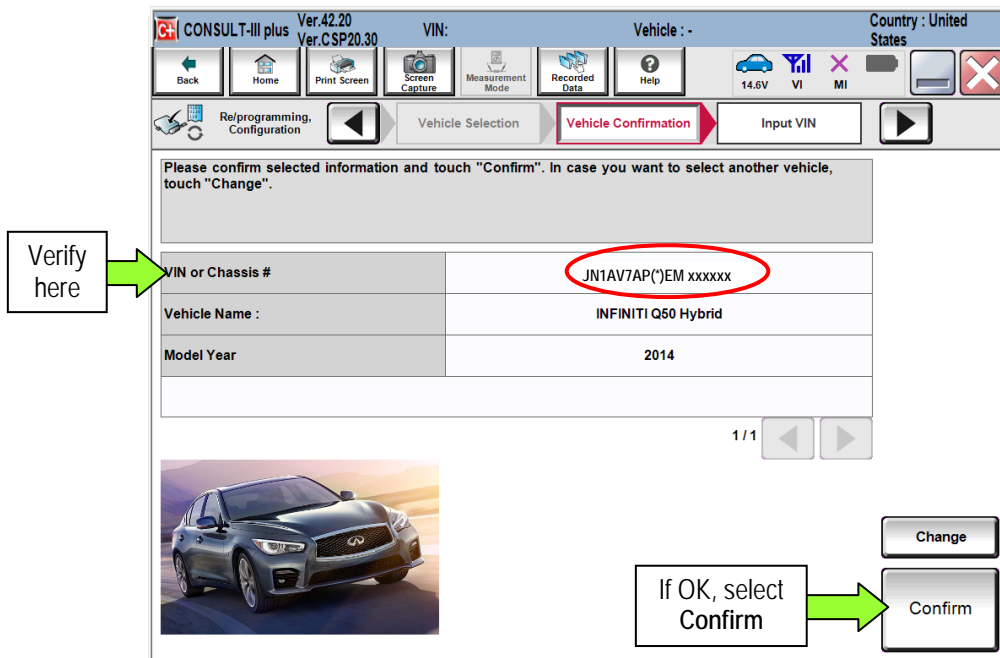 C+ CONSULT-III plus Ver.42.20 VIN: Vehicle : - Country : United
Ver.CSP20.30 States
Back Home Print Screen Screen Measurement Recorded Help 14.6V VI MI
Capture Mode Data
Re/programming, Vehicle Selection Vehicle Confirmation Input VIN
Configuration
Please confirm selected information and touch "Confirm". In case you want to select another vehicle,
touch "Change".
Verify
here
VIN or Chassis # JN1AV7AP(*)EM xxxxxx
Vehicle Name : INFINITI Q50 Hybrid
Model Year 2014
1/1
Change
If OK, select
Confirm
Confirm